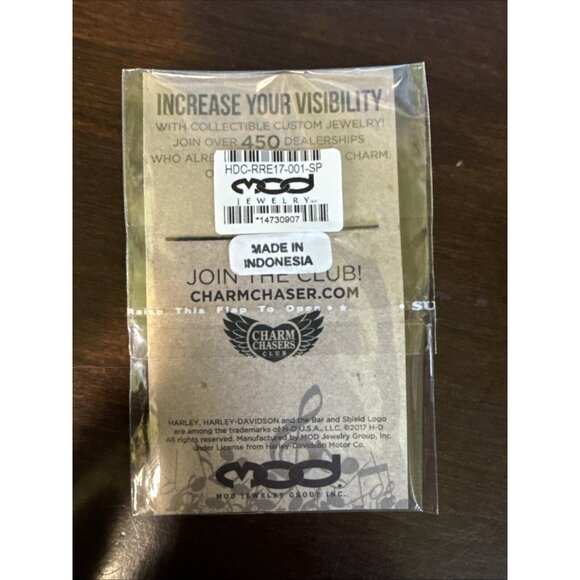 INCREASE YOUR VISIBILITY
WITH COLLECTIBLE CUSTOM JEWELRY!
JOIN OVER 450 DEALERSHIPS
WHO CHARM.
HDC-RRE17-001-SP
MOD
JEWELRY
*14730907
MADE IN
INDONESIA
JOIN THE CLUB!
CHARMCHASER.COM
Raise This Flap To Open ★ ★ SU
CHARM
CHASERS
CLUB
HARLEY, HARLEY-DAVIDSON and the Bar and Shield Logo
are among the trademarks of H-D U.S.A., LLC. ©2017 H-D
All rights reserved. Manufactured by MOD Jewelry Group, Inc.
under License from Harley-Davidson Motor Co.
MOD
MOD JEWELRY GROUP INC.